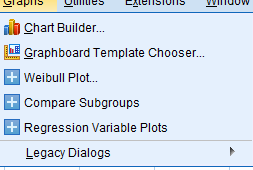 Graphs Utilities Extensions Window
Chart Builder...
Graphboard Template Chooser...
Weibull Plot...
Compare Subgroups
Regression Variable Plots
Legacy Dialogs